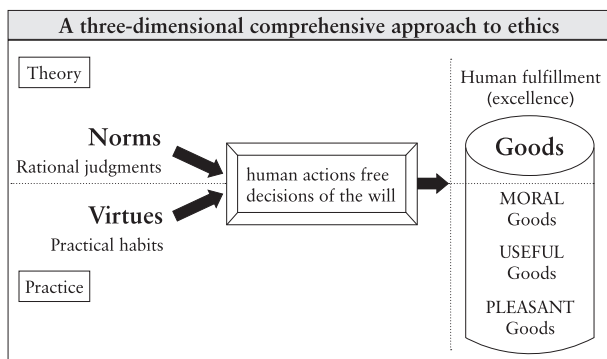 A three-dimensional comprehensive approach to ethics
Theory
Human fulfillment
(excellence)
Norms
Rational judgments
Goods
human actions free
decisions of the will
Virtues
Practical habits
MORAL
Goods
USEFUL
Goods
PLEASANT
Goods
Practice